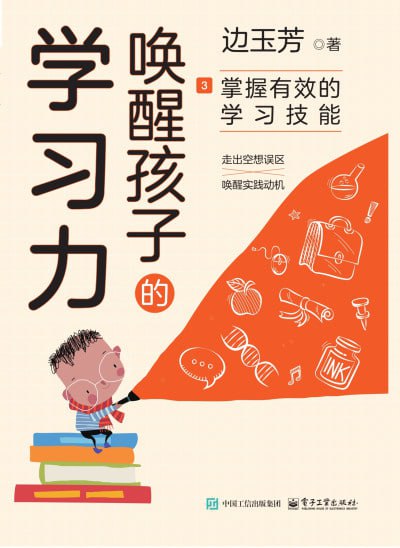 唤醒孩子的
学习力
边玉芳 ◎著
3
掌握有效的
学习技能
走出空想误区
唤醒实践动机
INK
中国工信出版集团
电子工业出版社